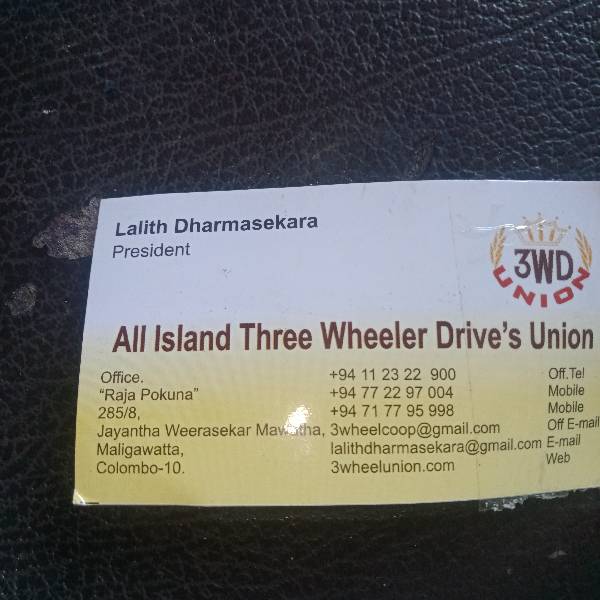 Lalith Dharmasekara
President
3WD
UNION
All Island Three Wheeler Drive's Union
Office.
"Raja Pokuna"
285/8,
Jayantha Weerasekar Mawatha,
Maligawatta,
Colombo-10.
+94 11 23 22 900 Off.Tel
+94 77 22 97 004 Mobile
+94 71 77 95 998 Mobile
3wheelcoop@gmail.com Off E-mail
lalithdharmasekara@gmail.com E-mail
3wheelunion.com Web